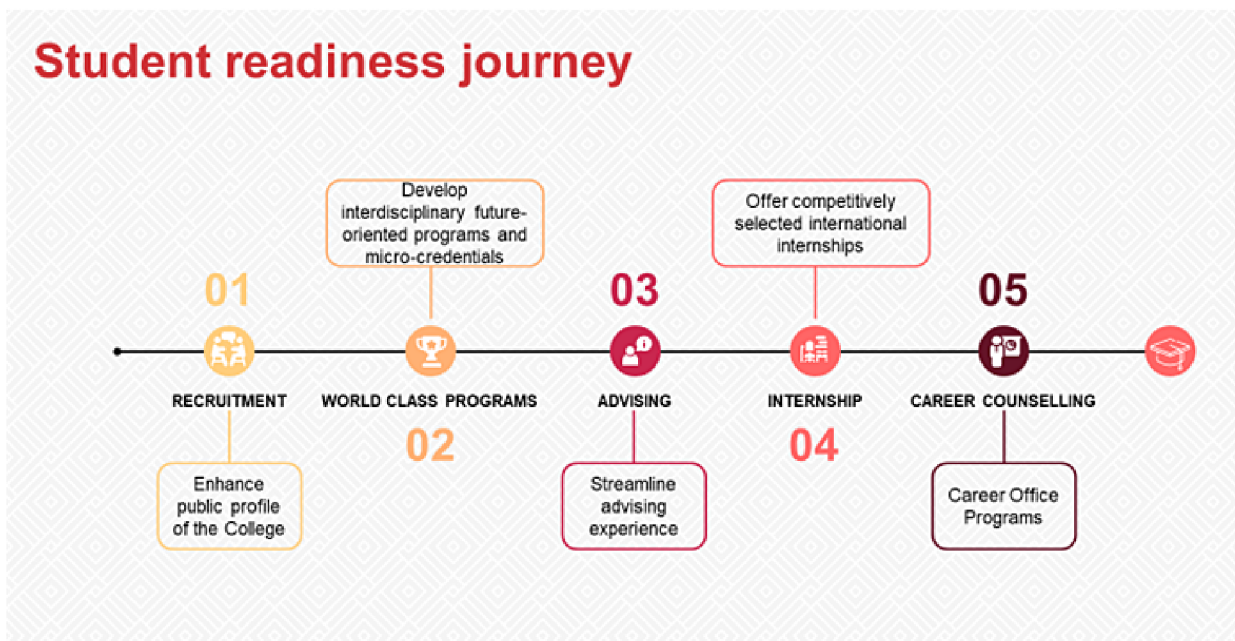 Student readiness journey
01
RECRUITMENT
Enhance
public profile
of the College
Develop
interdisciplinary future-
oriented programs and
micro-credentials
WORLD CLASS PROGRAMS
02
03
ADVISING
Streamline
advising
experience
Offer competitively
selected international
internships
INTERNSHIP
04
05
CAREER COUNSELLING
Career Office
Programs